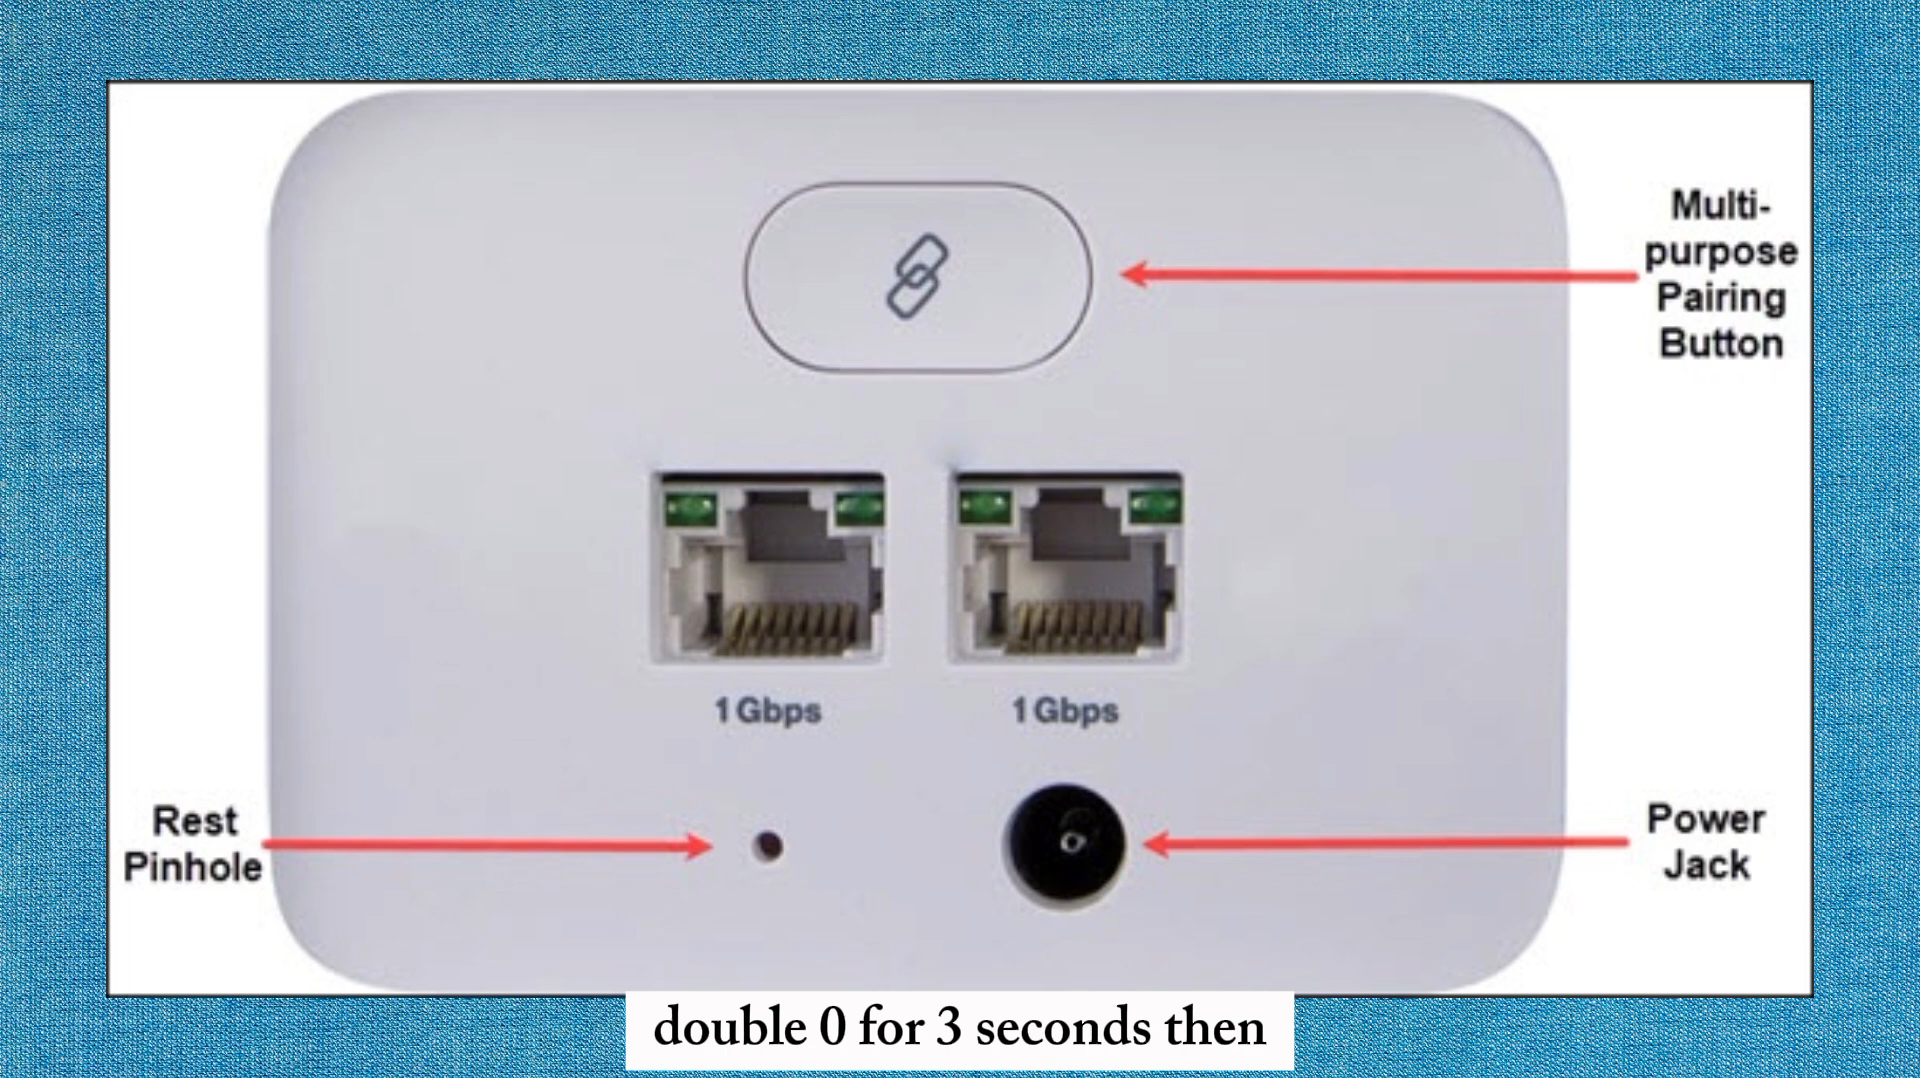 Multi-
purpose
Pairing
Button
1 Gbps
1 Gbps
Rest
Pinhole
Power
Jack
double 0 for 3 seconds then